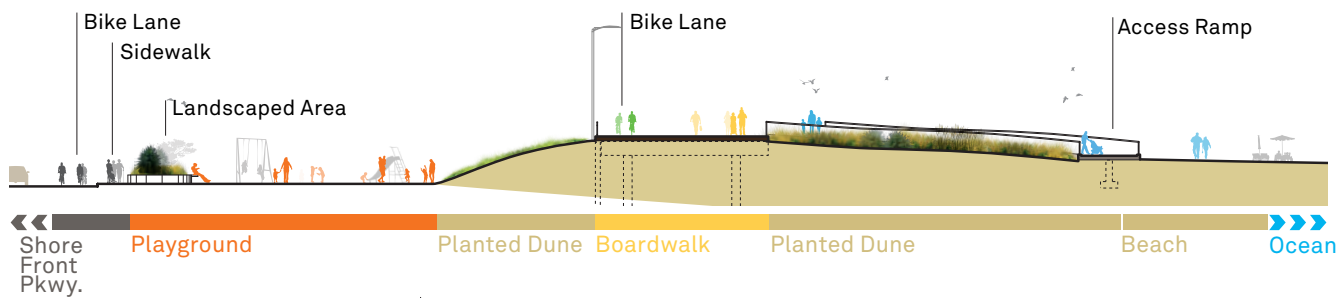 Bike Lane
Sidewalk
Landscaped Area
Bike Lane
Access Ramp
Shore
Front
Pkwy.
Playground
Planted Dune
Boardwalk
Planted Dune
Beach
Ocean